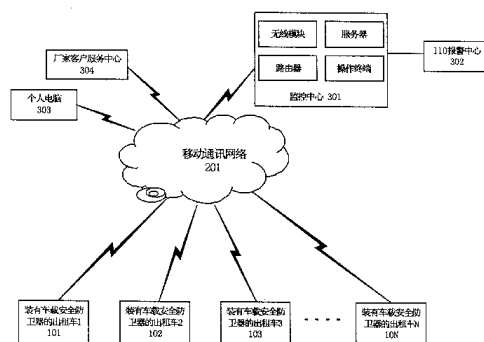 无线模块
服务器
路由器
操作终端
监控中心 301
110报警中心
302
厂家客户服务中心
304
个人电脑
303
移动通讯网络
201
装有车载安全防
卫器的出租车1
101
装有车载安全防
卫器的出租车2
102
装有车载安全防
卫器的出租车3
103
装有车载安全防
卫器的出租车N
10N